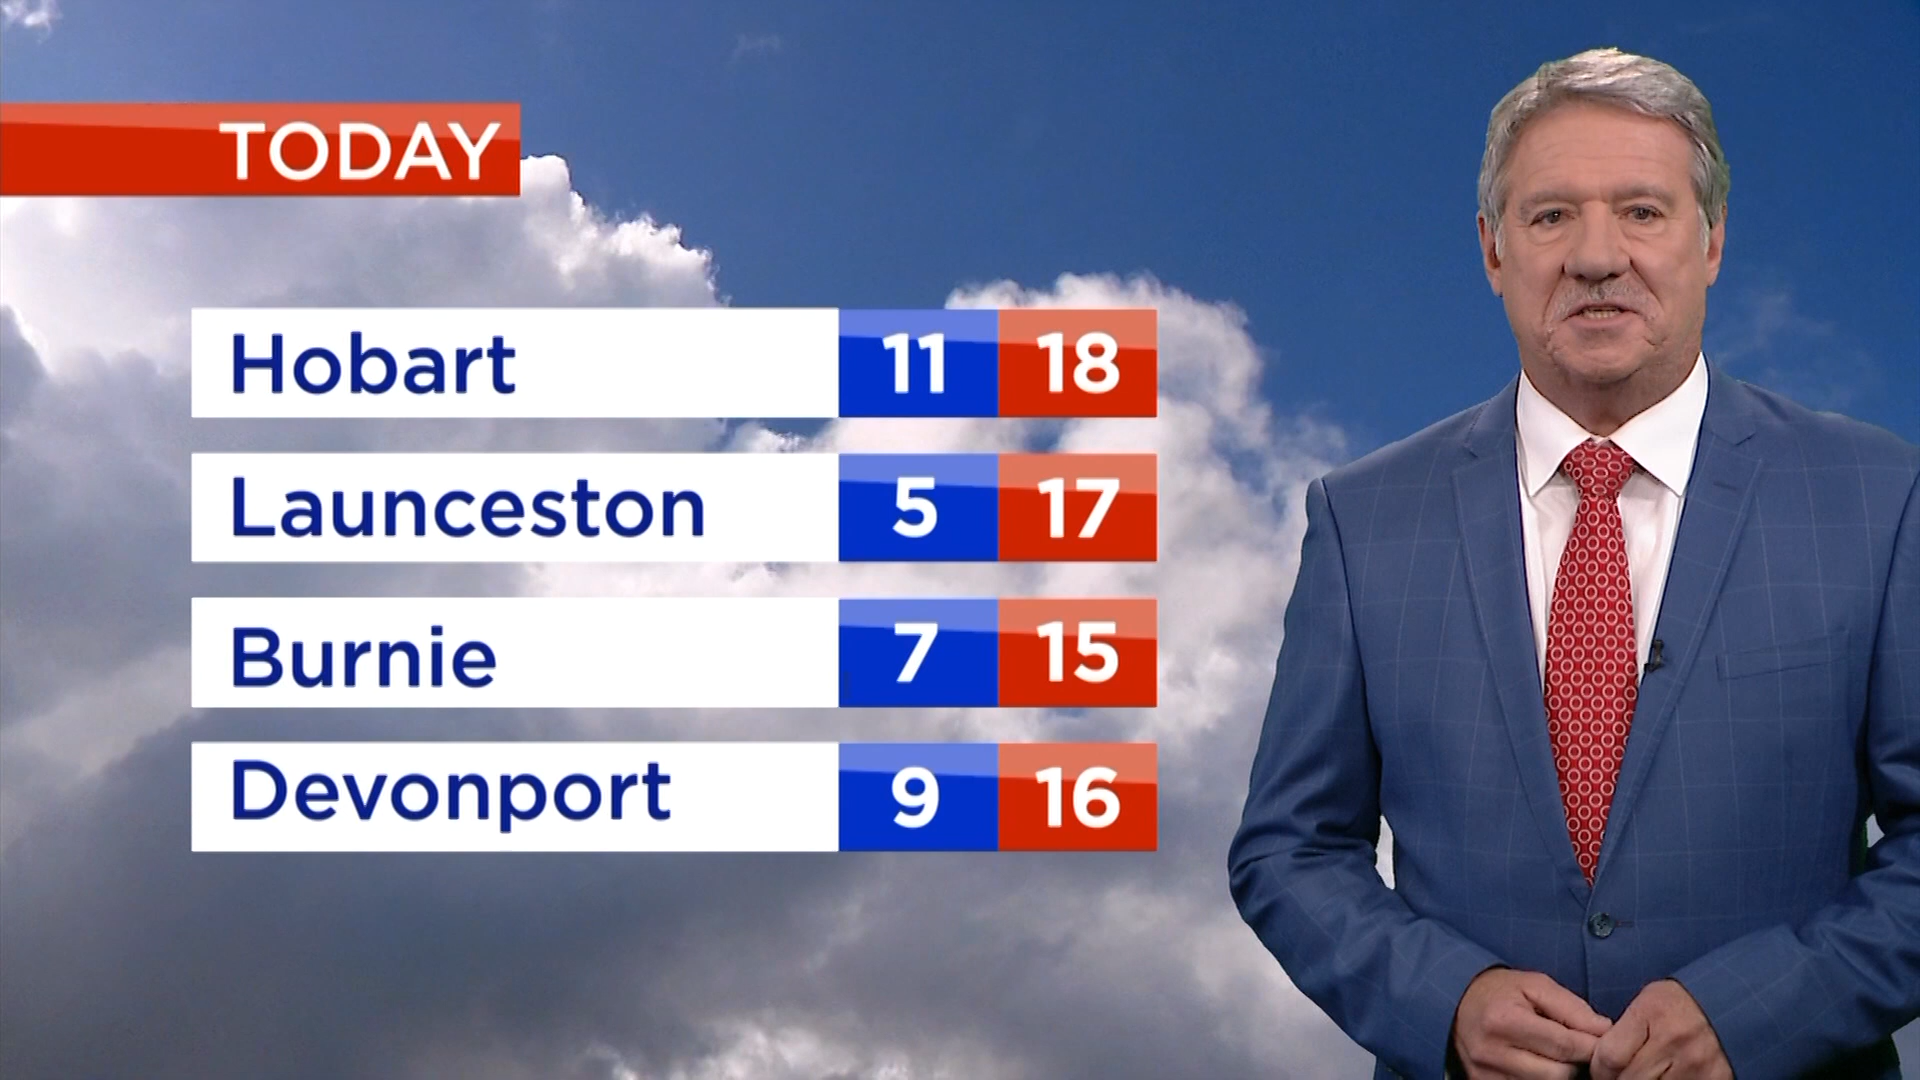 TODAY
Hobart 11 18
Launceston 5 17
Burnie 7 15
Devonport 9 16